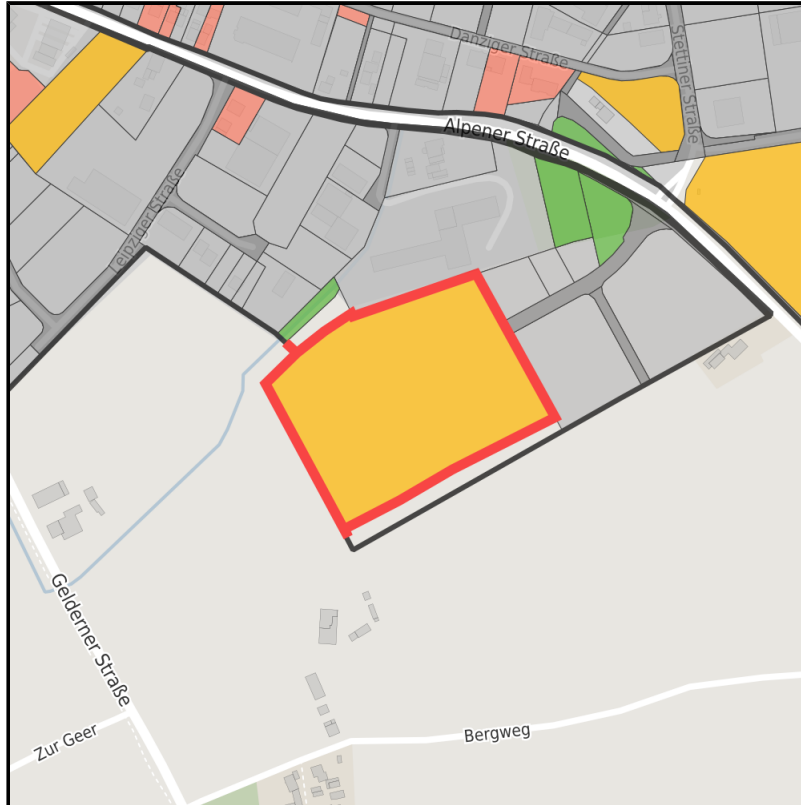 Danziger Straße
Stettiner Straße
Alpener Straße
Leipziger Straße
Gelderner Straße
Zur Geer
Bergweg